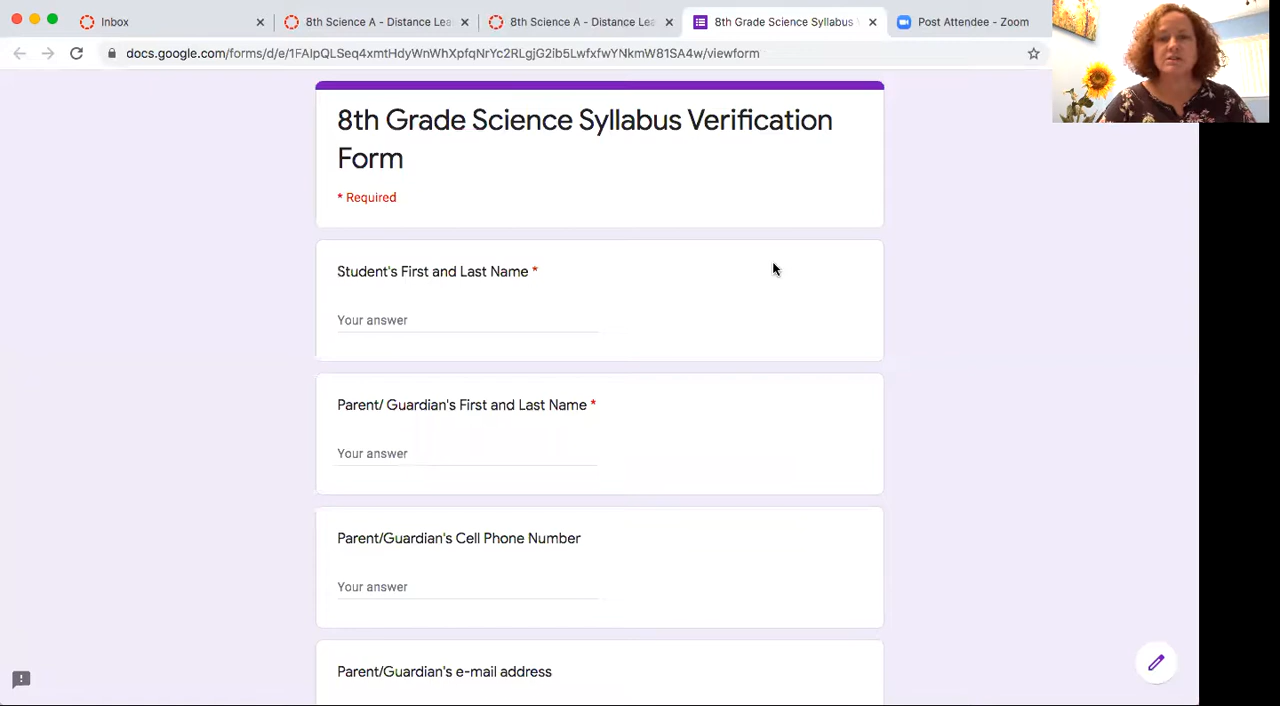 Inbox
8th Science A - Distance Lea
8th Science A - Distance Lea
8th Grade Science Syllabus
Post Attendee - Zoom
docs.google.com/forms/d/e/1FAIpQLSeq4xmtHdyWnWhXpfqNrYc2RLgjG2ib5LwfxfwYNkmW81SA4w/viewform
8th Grade Science Syllabus Verification
Form
* Required
Student's First and Last Name *
Your answer
Parent/ Guardian's First and Last Name *
Your answer
Parent/Guardian's Cell Phone Number
Your answer
Parent/Guardian's e-mail address